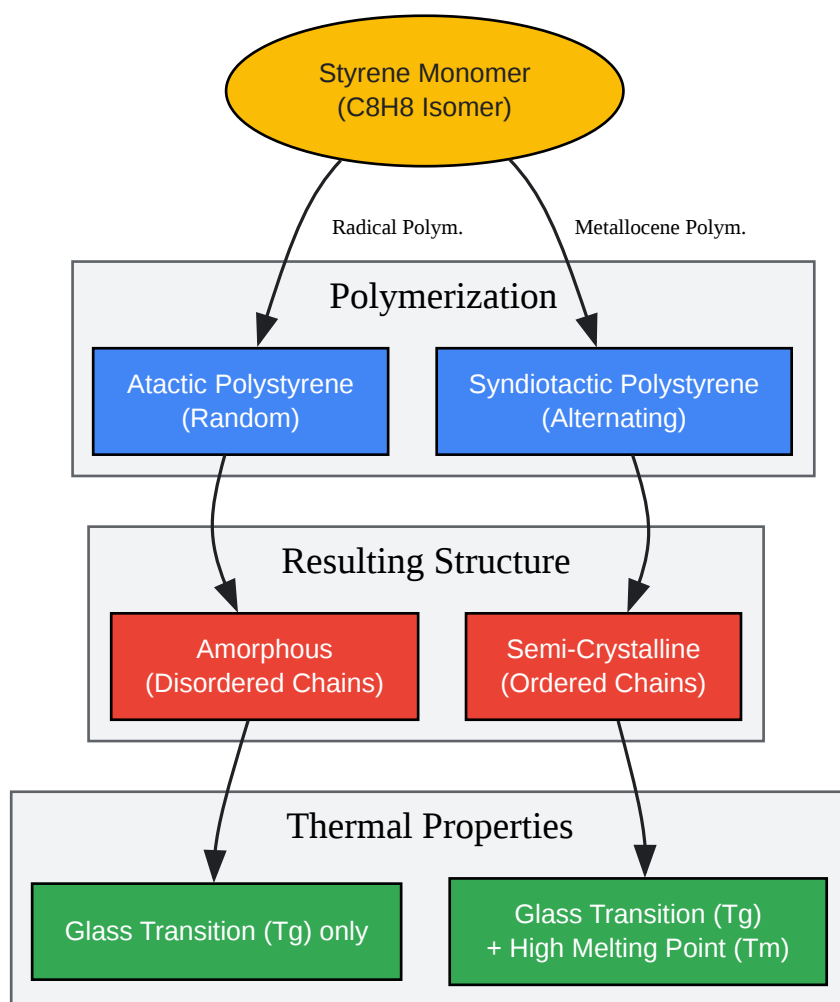 Styrene Monomer
(C8H8 Isomer)
Radical Polym.
Metallocene Polym.
Polymerization
Atactic Polystyrene
(Random)
Syndiotactic Polystyrene
(Alternating)
Resulting Structure
Amorphous
(Disordered Chains)
Semi-Crystalline
(Ordered Chains)
Thermal Properties
Glass Transition (Tg) only
Glass Transition (Tg)
+ High Melting Point (Tm)